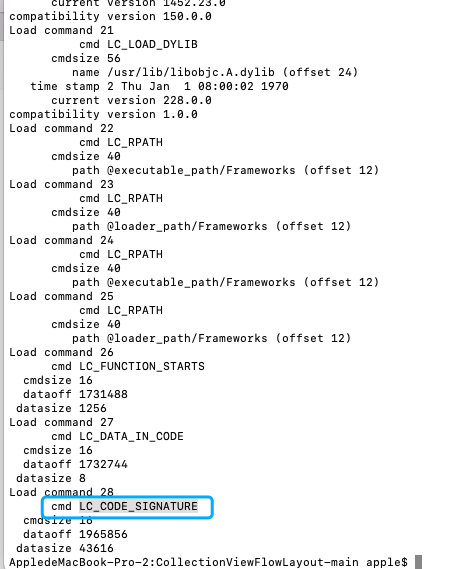 current version 1452.23.0
compatibility version 150.0.0
Load command 21
cmd LC_LOAD_DYLIB
cmdsize 56
name /usr/lib/libobjc.A.dylib (offset 24)
time stamp 2 Thu Jan  1 08:00:02 1970
current version 228.0.0
compatibility version 1.0.0
Load command 22
cmd LC_RPATH
cmdsize 40
path @executable_path/Frameworks (offset 12)
Load command 23
cmd LC_RPATH
cmdsize 40
path @loader_path/Frameworks (offset 12)
Load command 24
cmd LC_RPATH
cmdsize 40
path @executable_path/Frameworks (offset 12)
Load command 25
cmd LC_RPATH
cmdsize 40
path @loader_path/Frameworks (offset 12)
Load command 26
cmd LC_FUNCTION_STARTS
cmdsize 16
dataoff 1731488
datasize 1256
Load command 27
cmd LC_DATA_IN_CODE
cmdsize 16
dataoff 1732744
datasize 8
Load command 28
cmd LC_CODE_SIGNATURE
cmdsize 16
dataoff 1965856
datasize 43616
AppledeMacBook-Pro-2:CollectionViewFlowLayout-main apple$